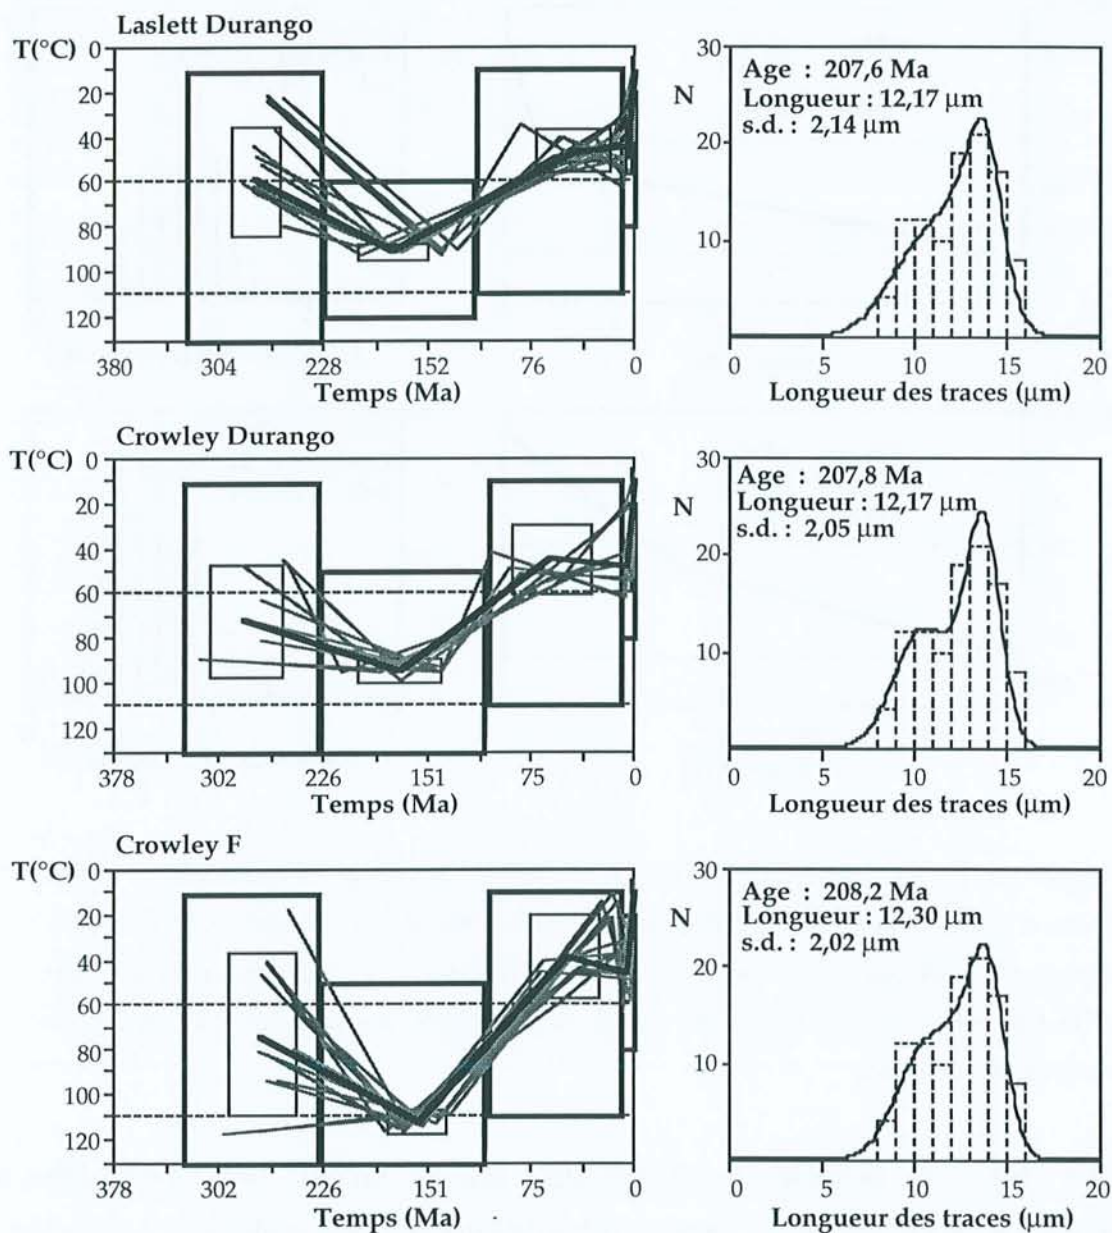 Laslett Durango
T(°C)
0
20
40
60
80
100
120
380 304 228 152 76 0
Temps (Ma)
30
N
20
10
Age : 207,6 Ma
Longueur : 12,17 µm
s.d. : 2,14 µm
0 5 10 15 20
Longueur des traces (µm)
Crowley Durango
T(°C)
0
20
40
60
80
100
120
378 302 226 151 75 0
Temps (Ma)
30
N
20
10
Age : 207,8 Ma
Longueur : 12,17 µm
s.d. : 2,05 µm
0 5 10 15 20
Longueur des traces (µm)
Crowley F
T(°C)
0
20
40
60
80
100
120
378 302 226 151 75 0
Temps (Ma)
30
N
20
10
Age : 208,2 Ma
Longueur : 12,30 µm
s.d. : 2,02 µm
0 5 10 15 20
Longueur des traces (µm)